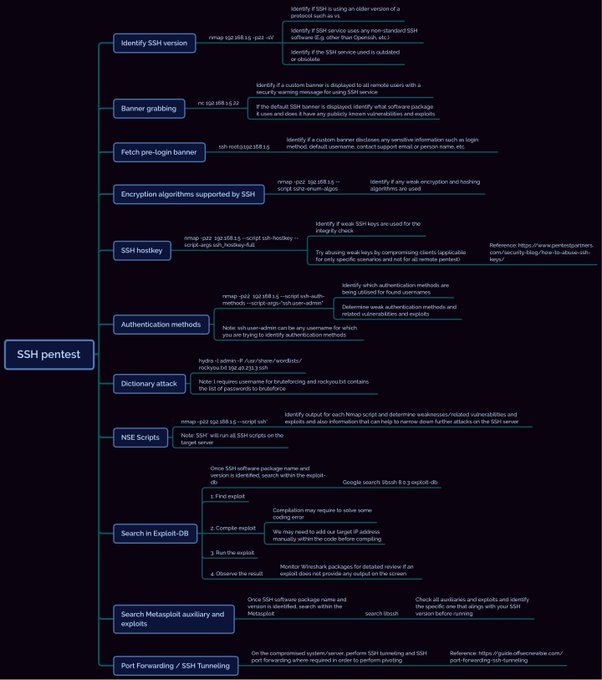 Identify if SSH is using an older version of a
protocol such as v1
Identify SSH version
nmap 192.168.1.5 -p22 -sV
Identify if SSH service uses any non-standard SSH
software (E.g. other than Openssh, etc.)
Identify if the SSH service used is outdated
or obsolete
Banner grabbing
nc 192.168.1.5 22
Identify if a custom banner is displayed to all remote users with a
security warning message for using SSH service
If the default SSH banner is displayed, identify what software package
it uses and does it have any publicly known vulnerabilities and exploits
Fetch pre-login banner
ssh root@192.168.1.5
Identify if a custom banner discloses any sensitive information such as login
method, default username, contact support email or person name, etc.
Encryption algorithms supported by SSH
nmap -p22 192.168.1.5 --
script ssh2-enum-algos
Identify if any weak encryption and hashing
algorithms are used
SSH hostkey
nmap -p22 192.168.1.5 --script ssh-hostkey --
script-args ssh_hostkey=full
Identify if weak SSH keys are used for the
integrity check
Try abusing weak keys by compromising clients (applicable
for only specific scenarios and not for all remote pentest)
Reference: https://www.pentestpartners.
com/security-blog/how-to-abuse-ssh-
keys/
Authentication methods
nmap -p22 192.168.1.5 --script ssh-auth-
methods --script-args="ssh.user=admin"
Identify which authentication methods are
being utilised for found usernames
Determine weak authentication methods and
related vulnerabilities and exploits
Note: ssh.user=admin can be any username for which
you are trying to identify authentication methods
SSH pentest
Dictionary attack
hydra -l admin -P /usr/share/wordlists/
rockyou.txt 192.40.231.3 ssh
Note: l requires username for bruteforcing and rockyou.txt contains
the list of passwords to bruteforce
NSE Scripts
nmap -p22 192.168.1.5 --script ssh*
Identify output for each Nmap script and determine weaknesses/related vulnerabilities and
exploits and also information that can help to narrow down further attacks on the SSH server
Note: SSH* will run all SSH scripts on the
target server
Search in Exploit-DB
Once SSH software package name and
version is identified, search within the exploit-
db
Google search: libssh 8.0.3 exploit-db
1. Find exploit
2. Compile exploit
Compilation may require to solve some
coding error
We may need to add our target IP address
manually within the code before compiling
3. Run the exploit
4. Observe the result
Monitor Wireshark packages for detailed review if an
exploit does not provide any output on the screen
Search Metasploit auxiliary and
exploits
Once SSH software package name and
version is identified, search within the
Metasploit
search libssh
Check all auxiliaries and exploits and identify
the specific one that alings with your SSH
version before running
Port Forwarding / SSH Tunneling
On the compromised system/server, perform SSH tunneling and SSH
port forwarding where required in order to perform pivoting
Reference: https://guide.offsecnewbie.com/
port-forwarding-ssh-tunneling